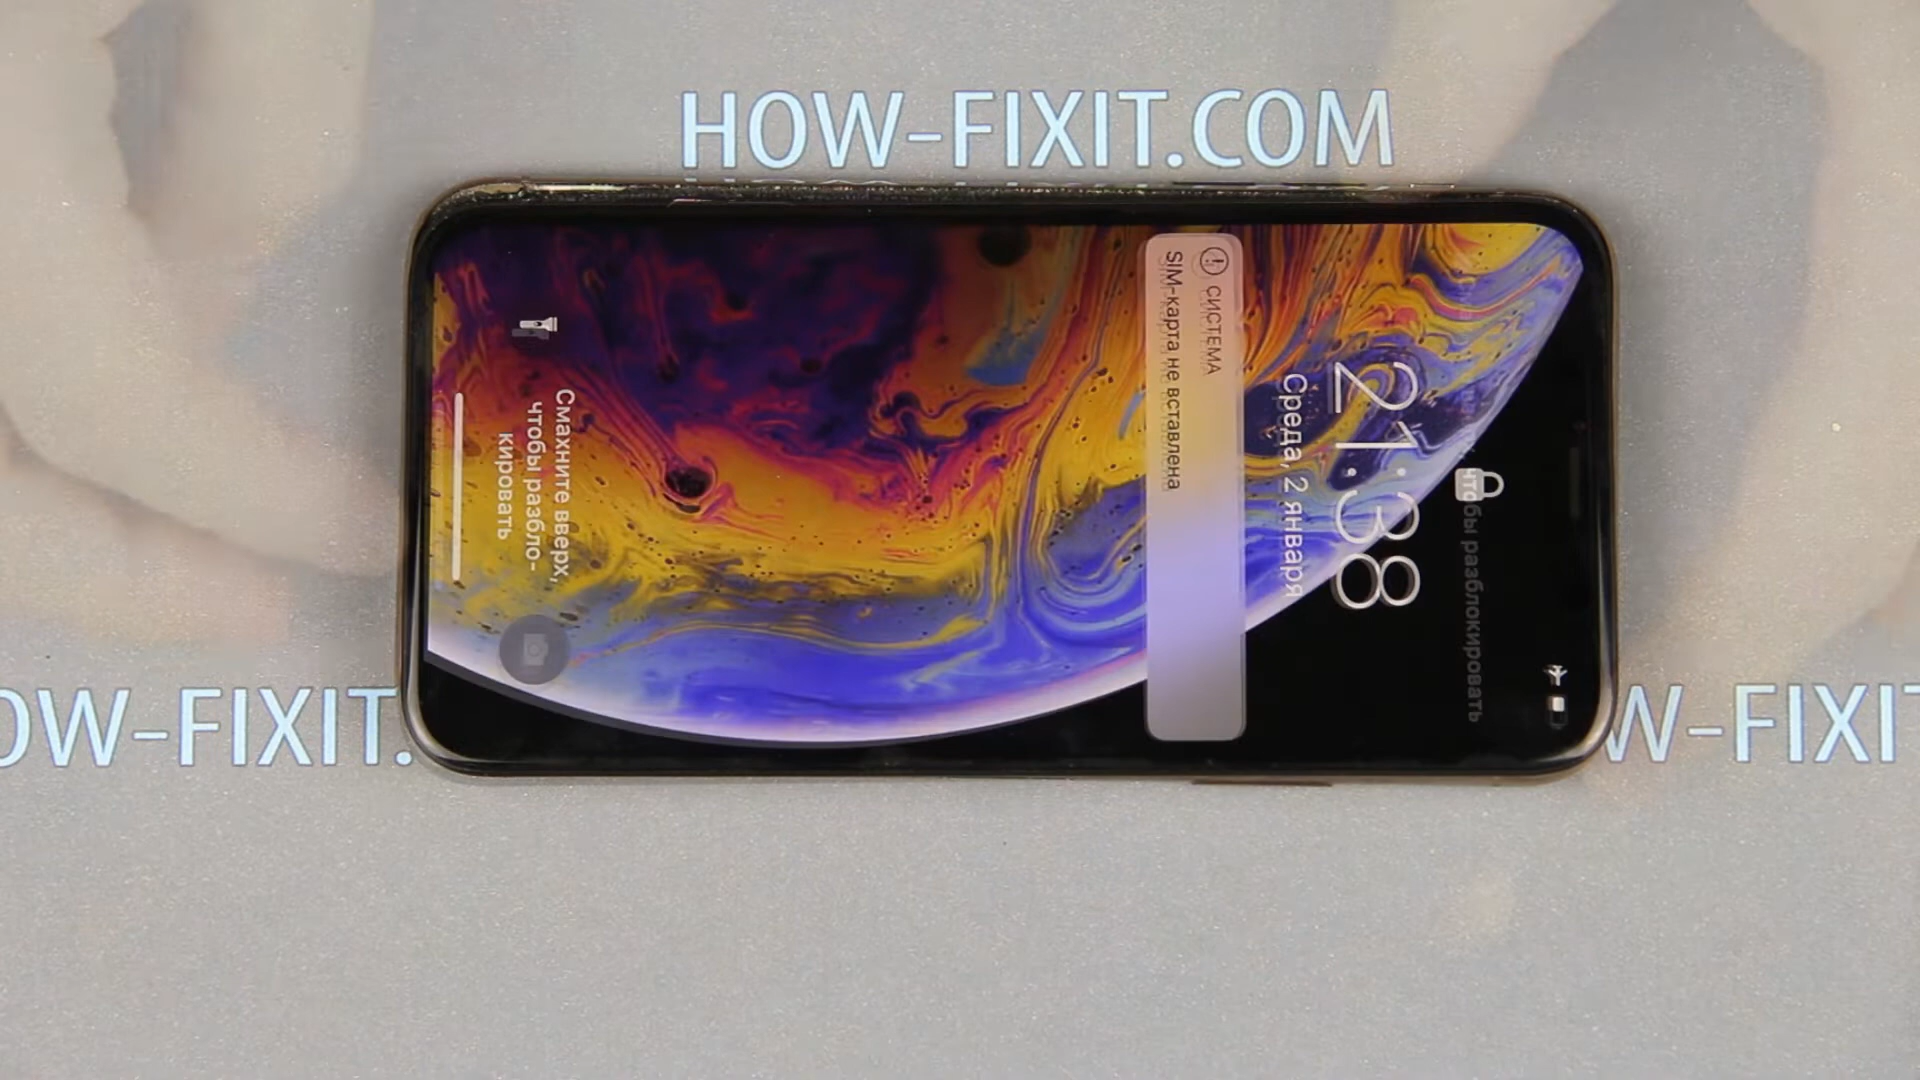 HOW-FIXIT.COM
чтобы разблокировать
21:38
Среда, 2 января
СИСТЕМА
SIM-карта не вставлена
Смахните вверх,
чтобы разбло-
кировать
OW-FIXIT.
W-FIXIT